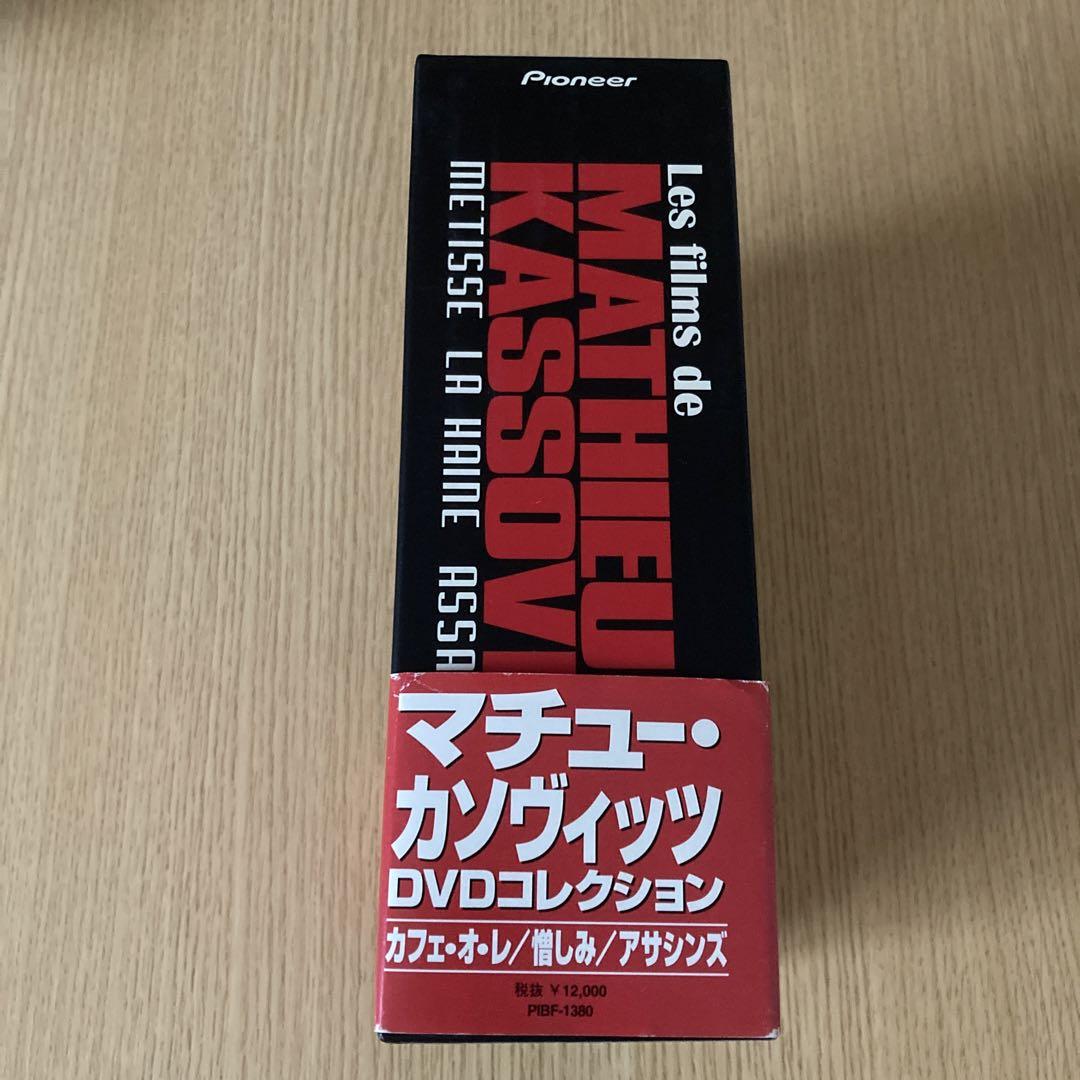 Pioneer
Les films de
MATHIEU
KASSOVI
METISSE LA HAINE ASSA
マチュー・
カソヴィッツ
DVDコレクション
カフェ・オ・レ/憎しみ/アサシンズ
税抜 ¥12,000
PIBF-1380